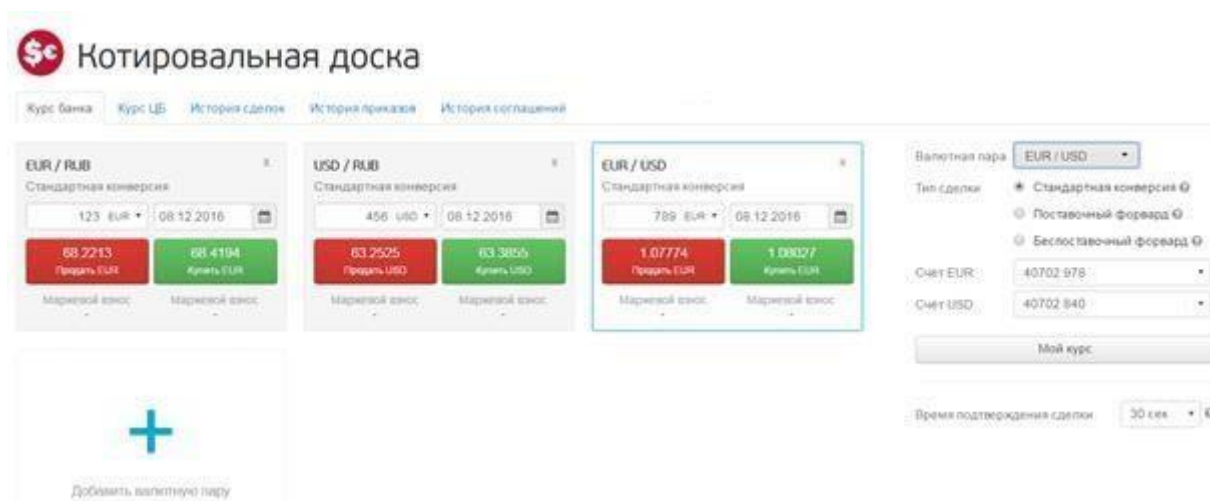 $¢ Котировальная доска
Курс банка Курс ЦБ История сделок История приказов История соглашений
EUR / RUB x
Стандартная конверсия
123 EUR 08.12.2016
68.2213 68.4194
Продать EUR Купить EUR
Маржевой взнос Маржевой взнос
- -
USD / RUB x
Стандартная конверсия
456 USD 08.12.2016
63.2525 63.3855
Продать USD Купить USD
Маржевой взнос Маржевой взнос
- -
EUR / USD x
Стандартная конверсия
789 EUR 08.12.2016
1.07774 1.08027
Продать EUR Купить EUR
Маржевой взнос Маржевой взнос
- -
Добавить валютную пару
Валютная пара EUR / USD
Тип сделки Стандартная конверсия
Поставочный форвард
Беспоставочный форвард
Счёт EUR 40702 978
Счёт USD 40702 840
Мой курс
Время подтверждения сделки 30 сек